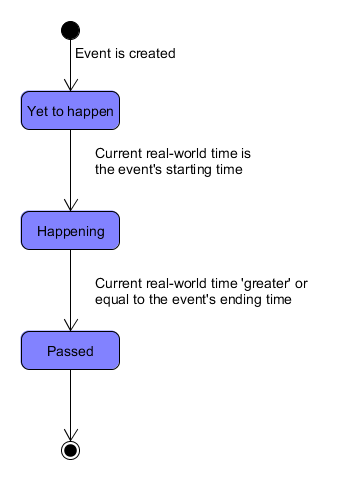 Event is created
Yet to happen
Current real-world time is
the event's starting time
Happening
Current real-world time 'greater' or
equal to the event's ending time
Passed